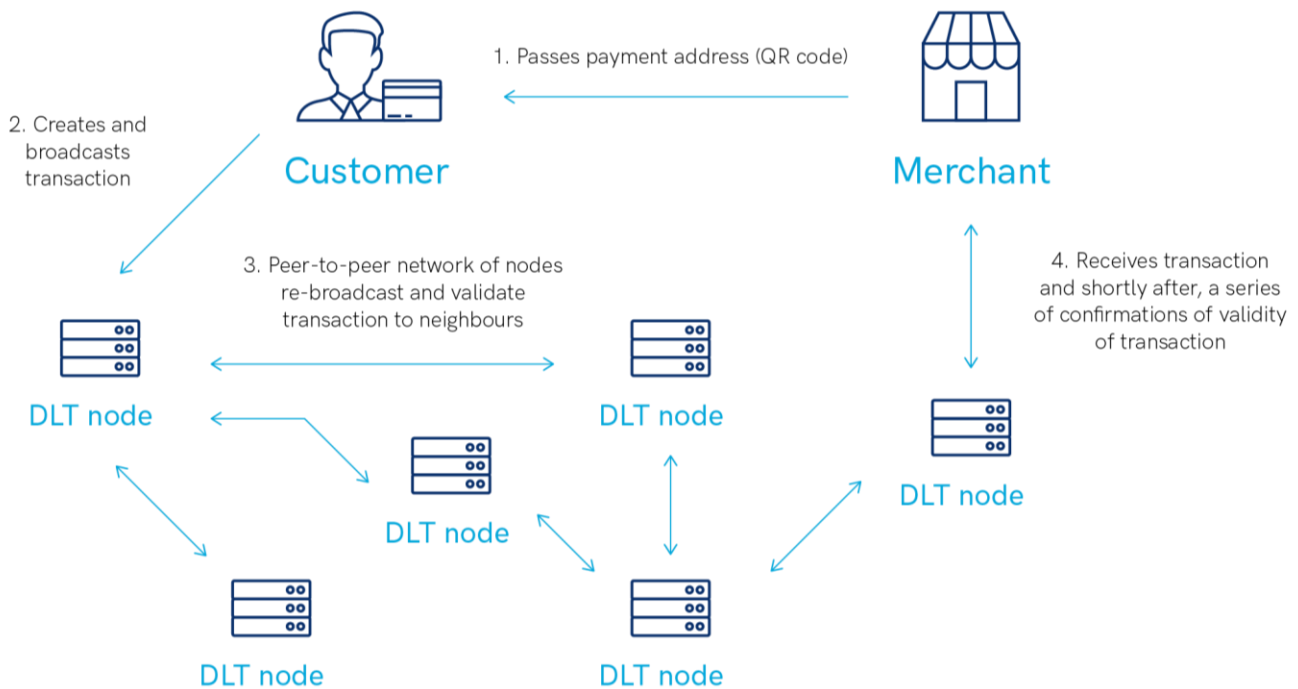 1. Passes payment address (QR code)
2. Creates and
broadcasts
transaction
Customer
Merchant
3. Peer-to-peer network of nodes
re-broadcast and validate
transaction to neighbours
4. Receives transaction
and shortly after, a series
of confirmations of validity
of transaction
DLT node
DLT node
DLT node
DLT node
DLT node
DLT node